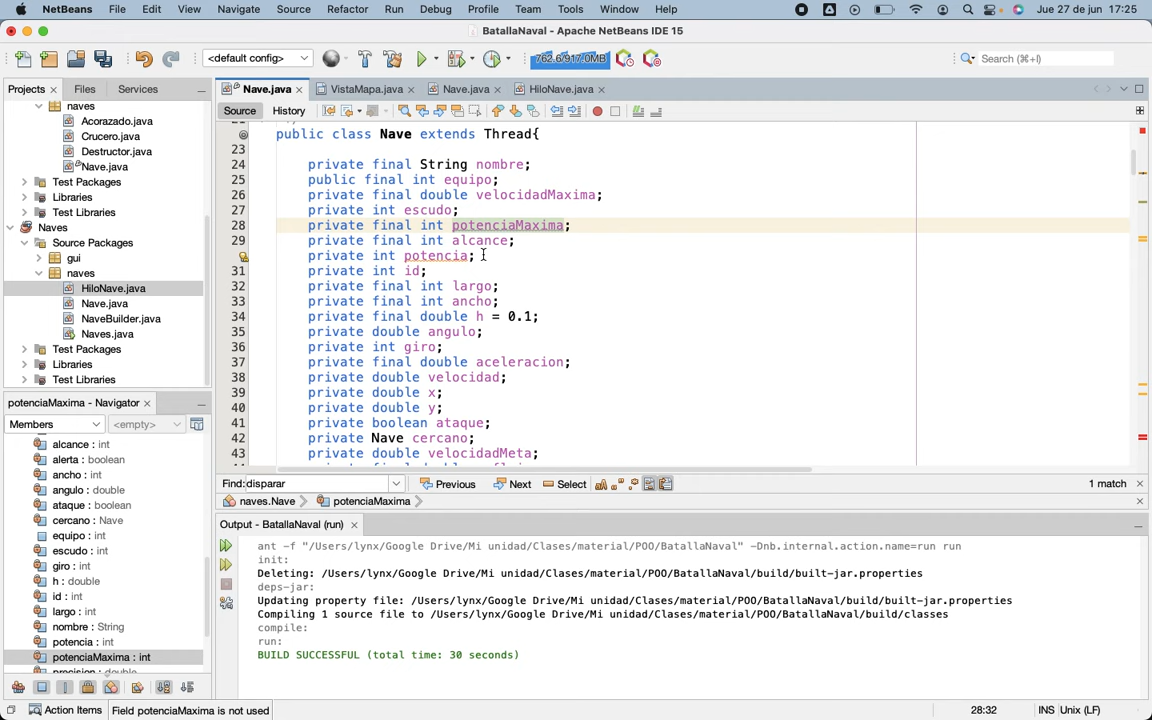 NetBeans File Edit View Navigate Source Refactor Run Debug Profile Team Tools Window Help Jue 27 de jun 17:25
BatallaNaval - Apache NetBeans IDE 15
<default config> 762.6/917.0MB Search (⌘+I)
Projects Files Services
Nave.java VistaMapa.java Nave.java HiloNave.java
Source History
naves
Acorazado.java
Crucero.java
Destructor.java
Nave.java
Test Packages
Libraries
Test Libraries
Naves
Source Packages
gui
naves
HiloNave.java
Nave.java
NaveBuilder.java
Naves.java
Test Packages
Libraries
Test Libraries
public class Nave extends Thread{
23
24 private final String nombre;
25 public final int equipo;
26 private final double velocidadMaxima;
27 private int escudo;
28 private final int potenciaMaxima;
29 private final int alcance;
private int potencia;
31 private int id;
32 private final int largo;
33 private final int ancho;
34 private final double h = 0.1;
35 private double angulo;
36 private int giro;
37 private final double aceleracion;
38 private double velocidad;
39 private double x;
40 private double y;
41 private boolean ataque;
42 private Nave cercano;
43 private double velocidadMeta;
Find: disparar Previous Next Select 1 match
naves.Nave potenciaMaxima
potenciaMaxima - Navigator
Members <empty>
alcance : int
alerta : boolean
ancho : int
angulo : double
ataque : boolean
cercano : Nave
equipo : int
escudo : int
giro : int
h : double
id : int
largo : int
nombre : String
potencia : int
potenciaMaxima : int
precision : double
Output - BatallaNaval (run)
ant -f "/Users/lynx/Google Drive/Mi unidad/Clases/material/POO/BatallaNaval" -Dnb.internal.action.name=run run
init:
Deleting: /Users/lynx/Google Drive/Mi unidad/Clases/material/POO/BatallaNaval/build/built-jar.properties
deps-jar:
Updating property file: /Users/lynx/Google Drive/Mi unidad/Clases/material/POO/BatallaNaval/build/built-jar.properties
Compiling 1 source file to /Users/lynx/Google Drive/Mi unidad/Clases/material/POO/BatallaNaval/build/classes
compile:
run:
BUILD SUCCESSFUL (total time: 30 seconds)
Action Items Field potenciaMaxima is not used 28:32 INS Unix (LF)